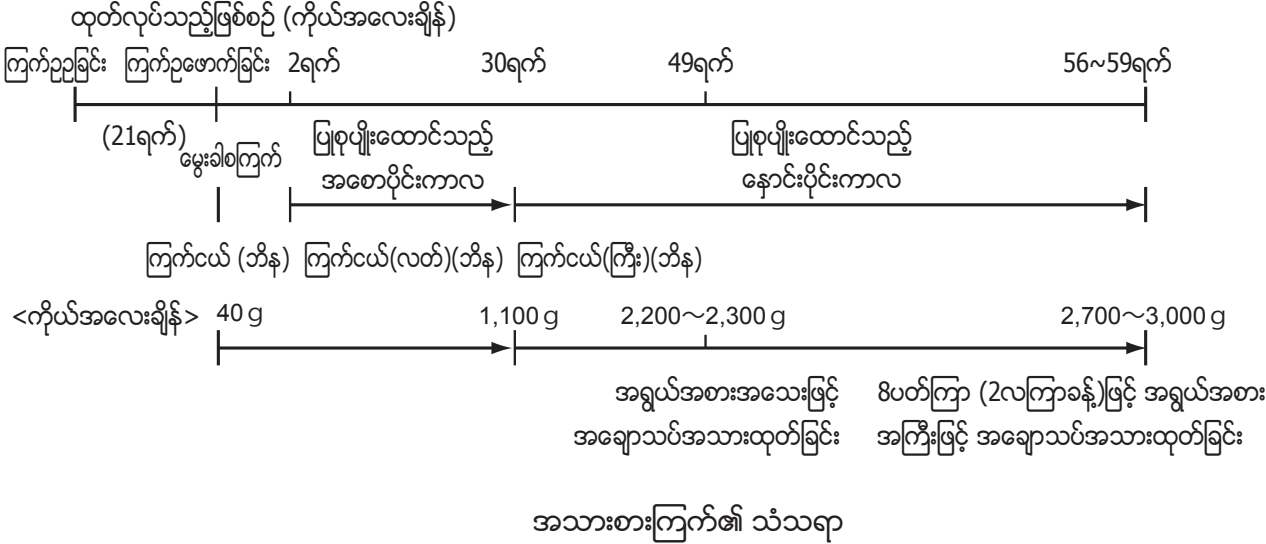 ထုတ်လုပ်သည့်ဖြစ်စဉ် (ကိုယ်အလေးချိန်)
ကြက်ဥဥခြင်း ကြက်ဥဖောက်ခြင်း 2ရက် 30ရက် 49ရက် 56~59ရက်
(21ရက်) မွေးခါစကြက် ပြုစုပျိုးထောင်သည့် ပြုစုပျိုးထောင်သည့်
အစောပိုင်းကာလ နှောင်းပိုင်းကာလ
ကြက်ငယ် (ဘိန) ကြက်ငယ်(လတ်)(ဘိန) ကြက်ငယ်(ကြီး)(ဘိန)
<ကိုယ်အလေးချိန်> 40 g 1,100 g 2,200～2,300 g 2,700～3,000 g
အရွယ်အစားအသေးဖြင့် 8ပတ်ကြာ (2လကြာခန့်)ဖြင့် အရွယ်အစား
အချောသပ်အသားထုတ်ခြင်း အကြီးဖြင့် အချောသပ်အသားထုတ်ခြင်း
အသားစားကြက်၏ သံသရာ